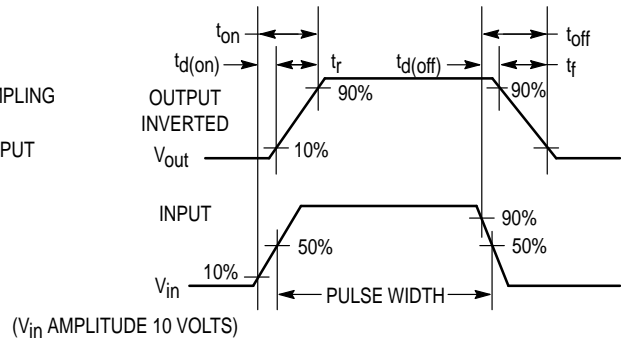 ton
toff
td(on)
tr
td(off)
tf
MPLING
OUTPUT
INVERTED
90%
90%
PUT
Vout
10%
INPUT
90%
50%
50%
10%
Vin
PULSE WIDTH
(Vin AMPLITUDE 10 VOLTS)